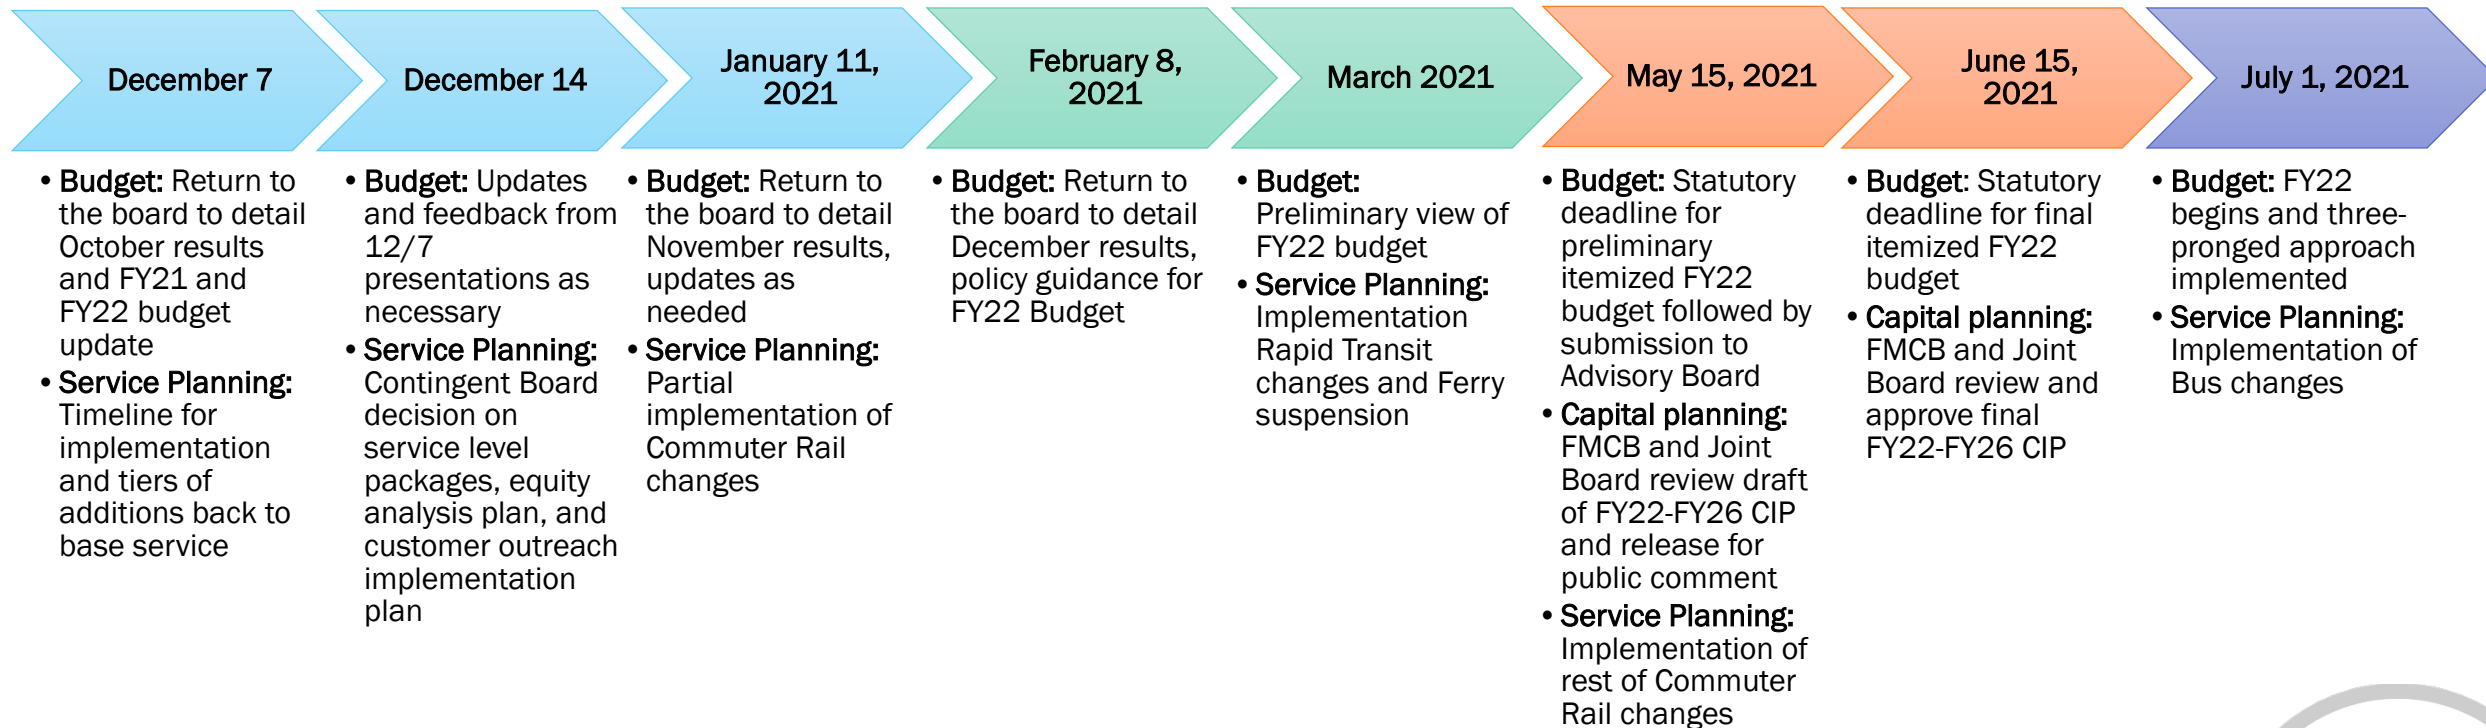 December 7
December 14
January 11,
2021
February 8,
2021
March 2021
May 15, 2021
June 15,
2021
July 1, 2021
• Budget: Return to
the board to detail
October results
and FY21 and
FY22 budget
update
• Service Planning:
Timeline for
implementation
and tiers of
additions back to
base service
• Budget: Updates
and feedback from
12/7
presentations as
necessary
• Service Planning:
Contingent Board
decision on
service level
packages, equity
analysis plan, and
customer outreach
implementation
plan
• Budget: Return to
the board to detail
November results,
updates as
needed
• Service Planning:
Partial
implementation of
Commuter Rail
changes
• Budget: Return to
the board to detail
December results,
policy guidance for
FY22 Budget
• Budget:
Preliminary view of
FY22 budget
• Service Planning:
Implementation
Rapid Transit
changes and Ferry
suspension
• Budget: Statutory
deadline for
preliminary
itemized FY22
budget followed by
submission to
Advisory Board
• Capital planning:
FMCB and Joint
Board review draft
of FY22-FY26 CIP
and release for
public comment
• Service Planning:
Implementation of
rest of Commuter
Rail changes
• Budget: Statutory
deadline for final
itemized FY22
budget
• Capital planning:
FMCB and Joint
Board review and
approve final
FY22-FY26 CIP
• Budget: FY22
begins and three-
pronged approach
implemented
• Service Planning:
Implementation of
Bus changes